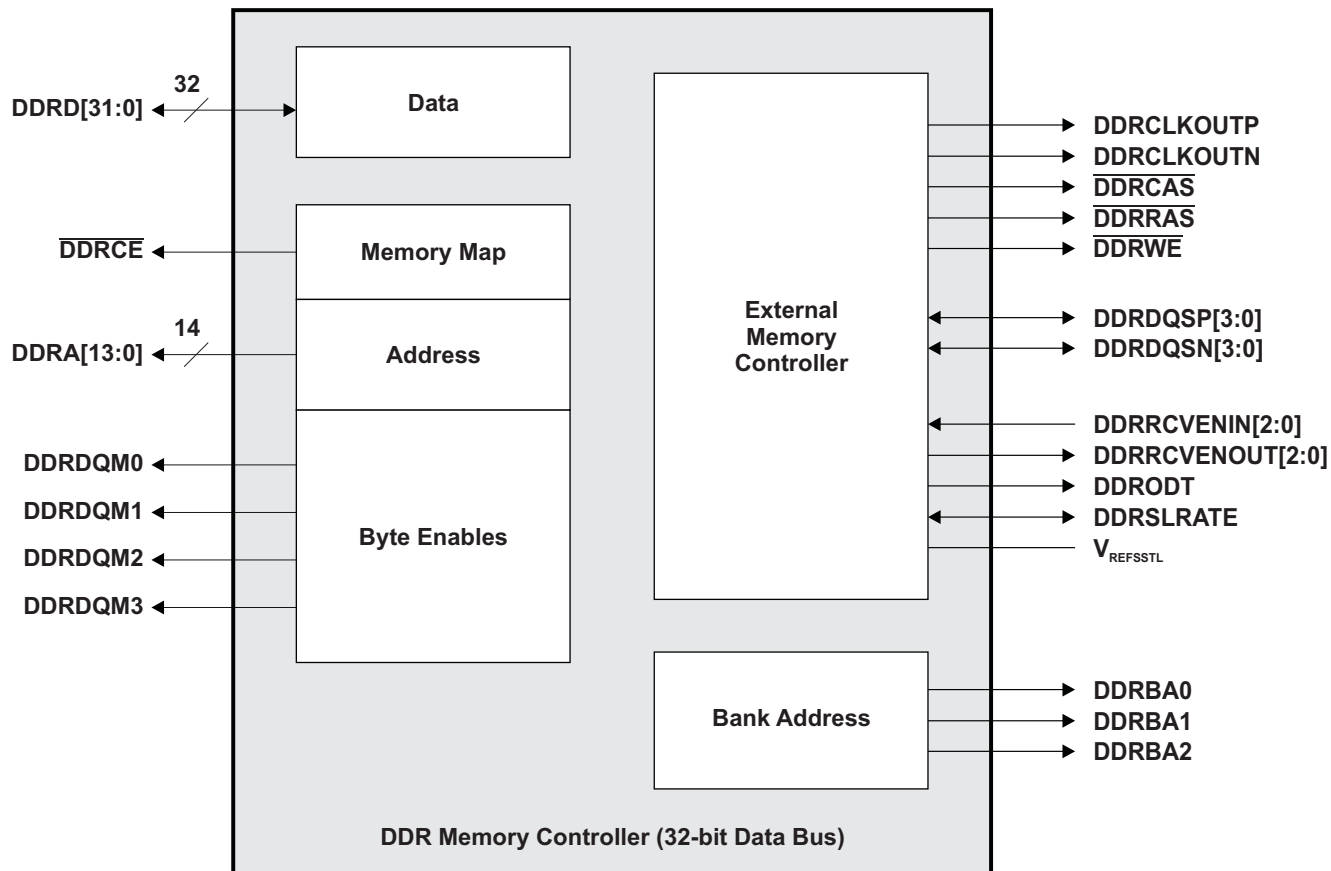 32
DDRD[31:0]
Data
DDRCE
Memory Map
14
DDRA[13:0]
Address
DDRDQM0
DDRDQM1
DDRDQM2
DDRDQM3
Byte Enables
External
Memory
Controller
DDRCLKOUTP
DDRCLKOUTN
DDRCAS
DDRRAS
DDRWE
DDRDQSP[3:0]
DDRDQSN[3:0]
DDRRCVENIN[2:0]
DDRRCVENOUT[2:0]
DDRODT
DDRSLRATE
VREFSSTL
Bank Address
DDRBA0
DDRBA1
DDRBA2
DDR Memory Controller (32-bit Data Bus)